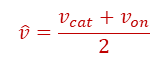 v̂ = (v_cat + v_on) / 2